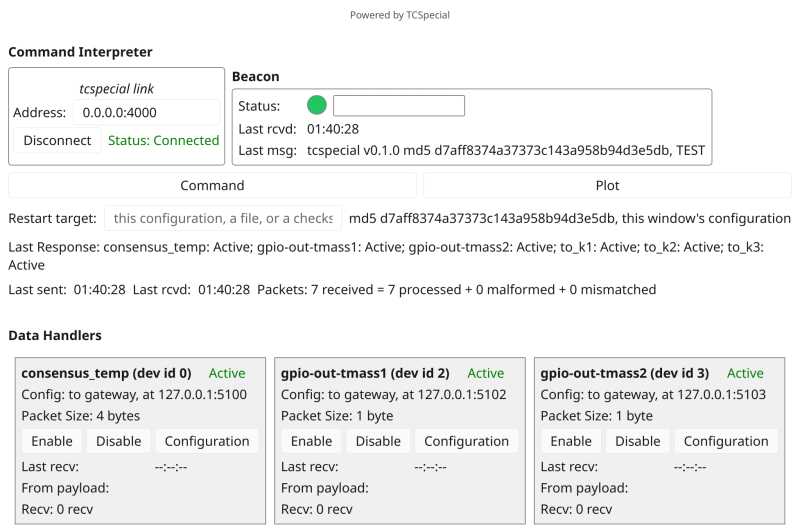 Powered by TCSpecial
Command Interpreter
tcspecial link
Address: 0.0.0.0:4000
Disconnect Status: Connected
Beacon
Status:
Last rcvd: 01:40:28
Last msg: tcspecial v0.1.0 md5 d7aff8374a37373c143a958b94d3e5db, TEST
Command Plot
Restart target: this configuration, a file, or a checks md5 d7aff8374a37373c143a958b94d3e5db, this window's configuration
Last Response: consensus_temp: Active; gpio-out-tmass1: Active; gpio-out-tmass2: Active; to_k1: Active; to_k2: Active; to_k3:
Active
Last sent: 01:40:28 Last rcvd: 01:40:28 Packets: 7 received = 7 processed + 0 malformed + 0 mismatched
Data Handlers
consensus_temp (dev id 0) Active
Config: to gateway, at 127.0.0.1:5100
Packet Size: 4 bytes
Enable Disable Configuration
Last recv: --:--:--
From payload:
Recv: 0 recv
gpio-out-tmass1 (dev id 2) Active
Config: to gateway, at 127.0.0.1:5102
Packet Size: 1 byte
Enable Disable Configuration
Last recv: --:--:--
From payload:
Recv: 0 recv
gpio-out-tmass2 (dev id 3) Active
Config: to gateway, at 127.0.0.1:5103
Packet Size: 1 byte
Enable Disable Configuration
Last recv: --:--:--
From payload:
Recv: 0 recv